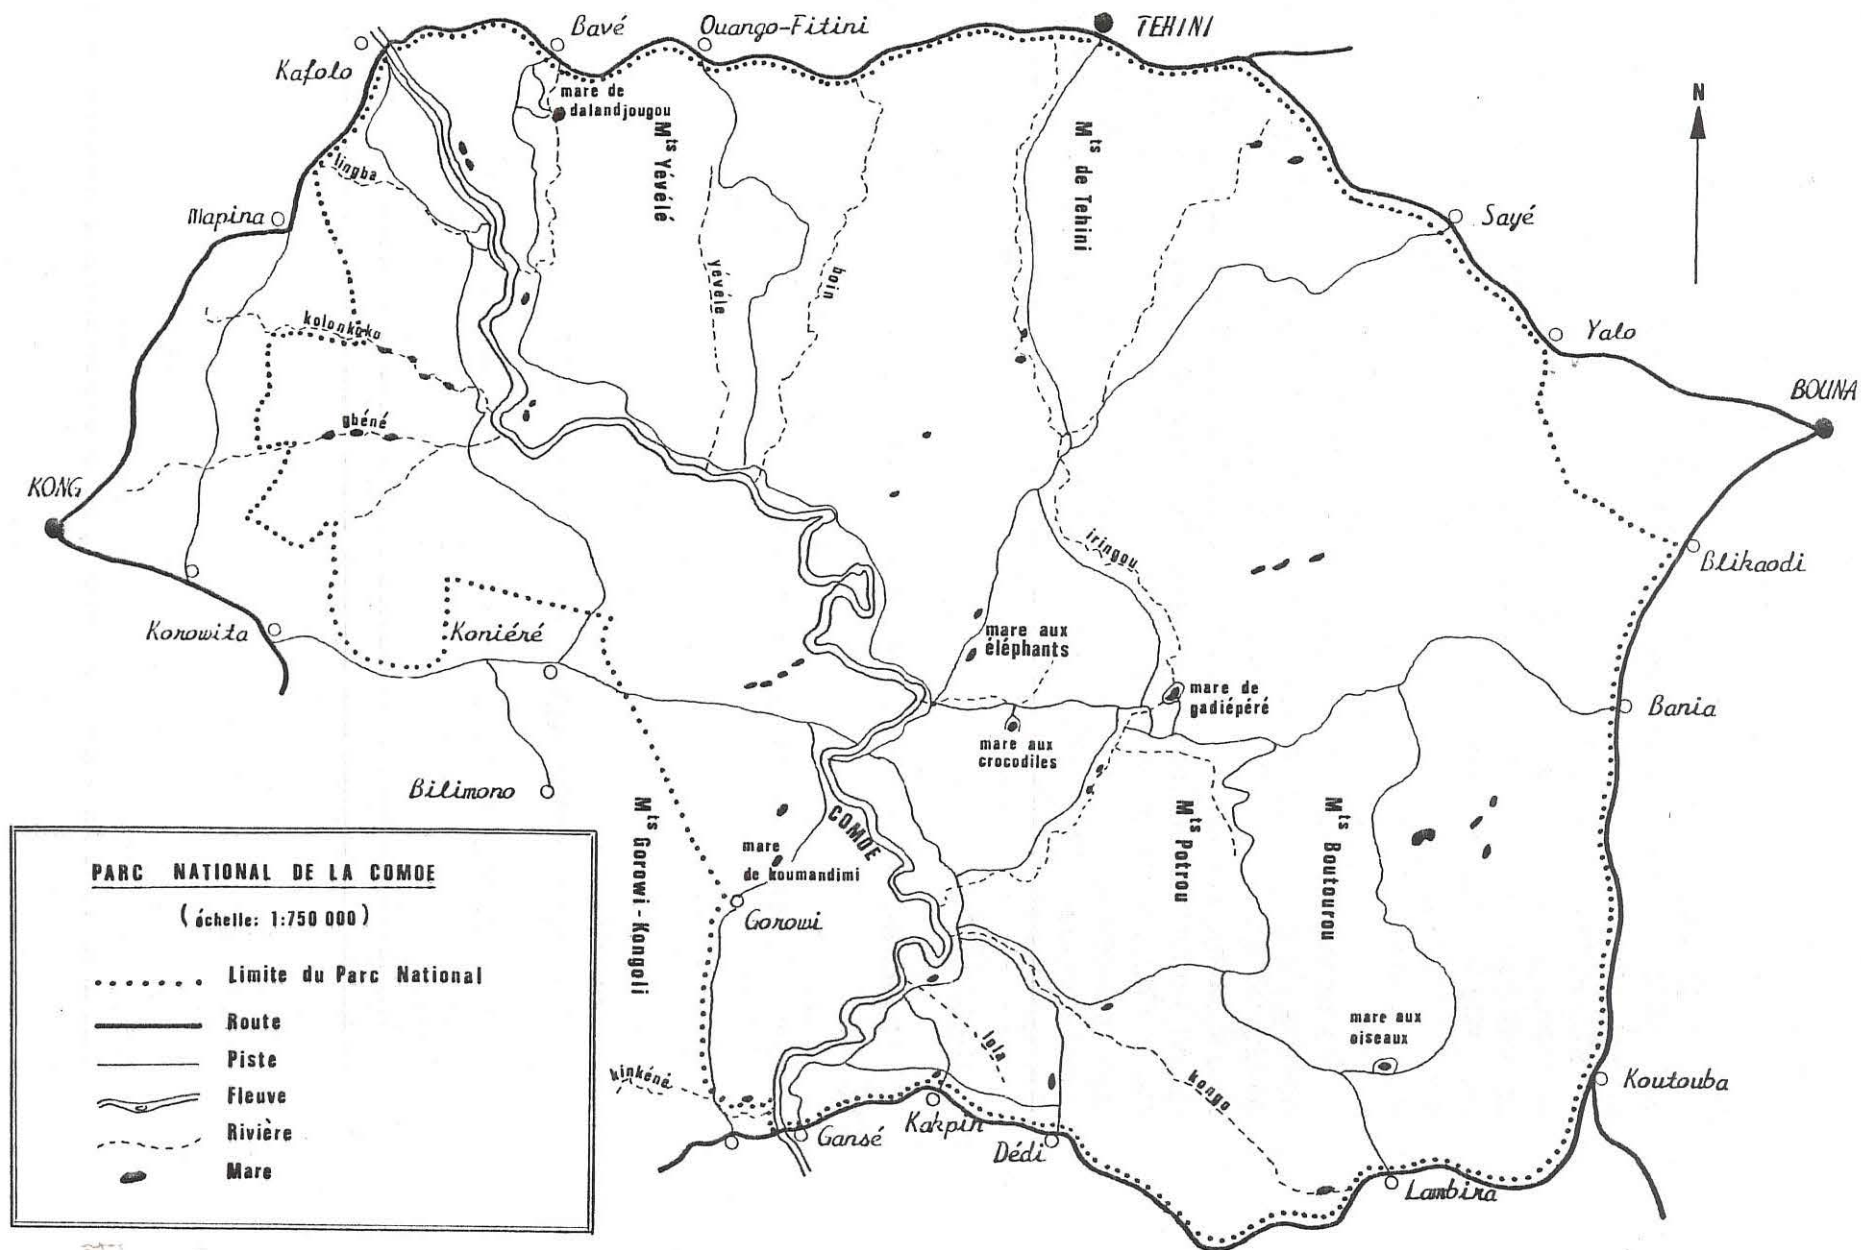 Bavé
Ouango-Fitini
TEHINI
Kafolo
mare de
dalandjougou
N
Mts Yévélé
Mts de Tehini
lingba
Mapina
Sayé
yévélé
boin
kolonkoko
Yalo
BOUNA
gbéné
KONG
iringou
Blikaodi
Korowita
Koniéré
mare aux
éléphants
mare de
gadiépéré
Bania
mare aux
crocodiles
Bilimono
Mts Gorowi-Kongoli
COMOE
Mts Potrou
Mts Boutourou
mare
de koumandimi
Gorowi
PARC NATIONAL DE LA COMOE
(échelle: 1:750 000)
Limite du Parc National
Route
Piste
Fleuve
Rivière
Mare
mare aux
oiseaux
lola
kinkéné
kongo
Koutouba
Gansé
Kakpin
Dédi
Lambira